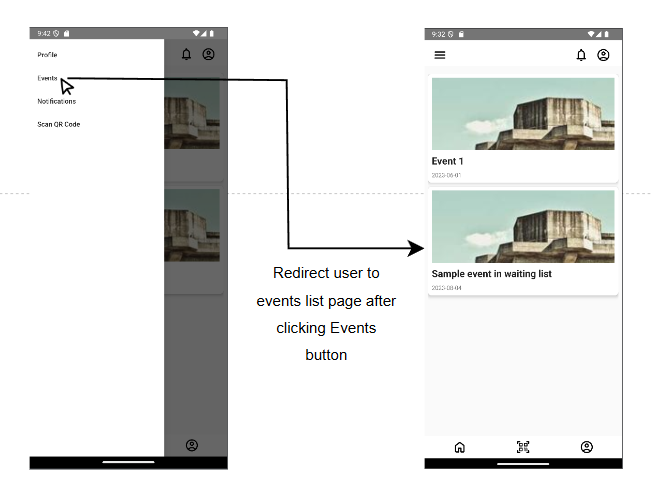 9:42
Profile
Events
Notifications
Scan QR Code
9:32
Event 1
2023-06-01
Sample event in waiting list
2023-08-04
Redirect user to
events list page after
clicking Events
button